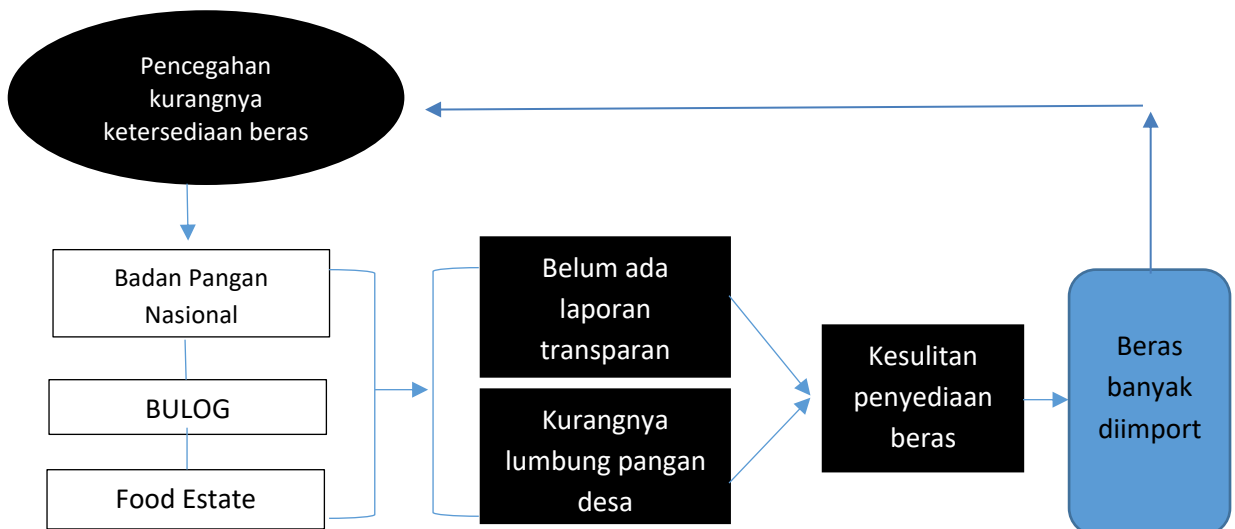 Pencegahan
kurangnya
ketersediaan beras
Badan Pangan
Nasional
BULOG
Food Estate
Belum ada
laporan
transparan
Kurangnya
lumbung pangan
desa
Kesulitan
penyediaan
beras
Beras
banyak
diimport